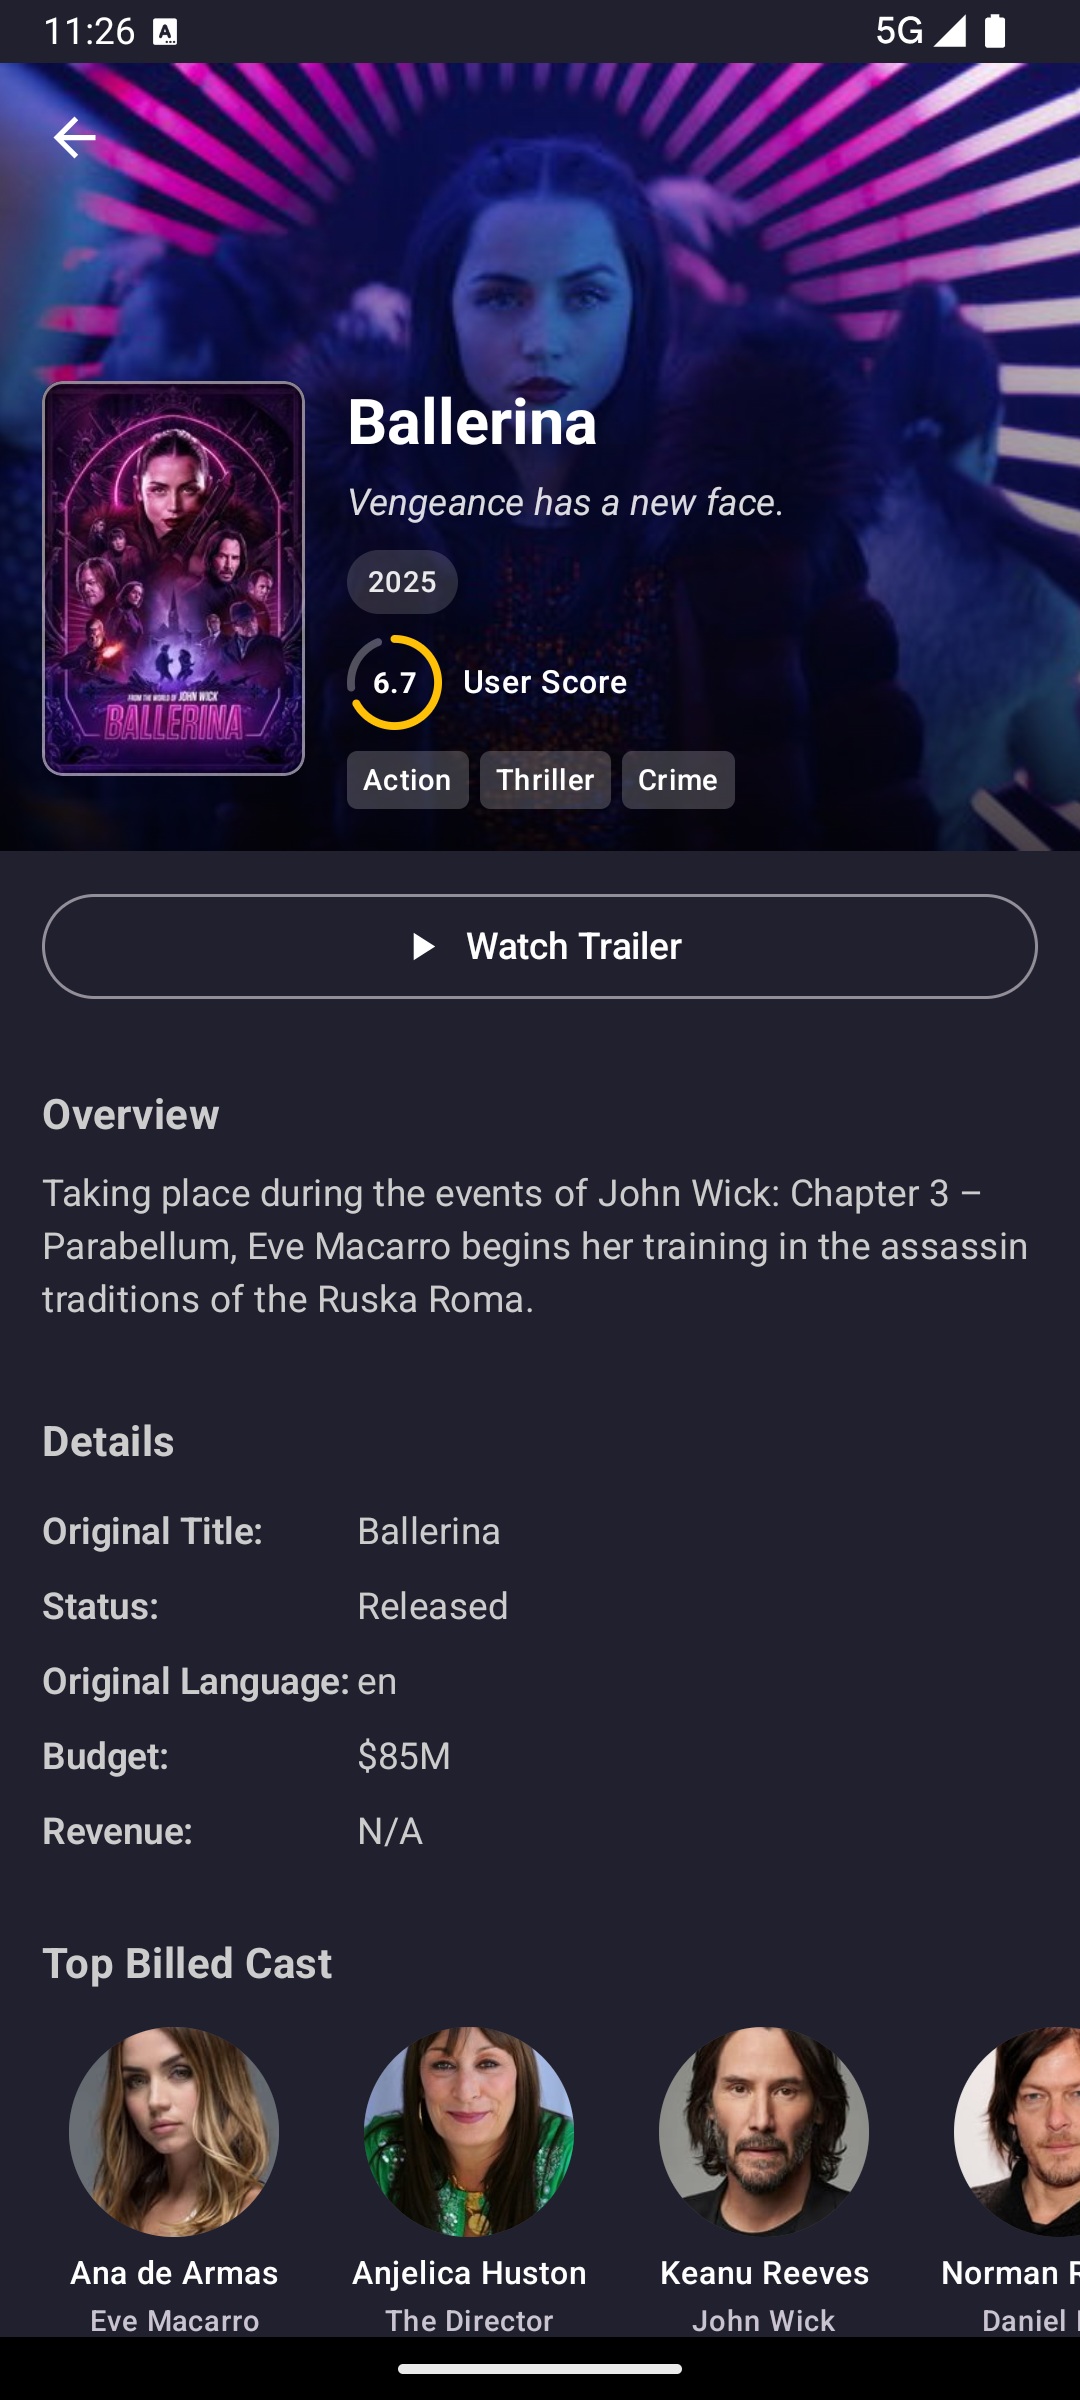 11:26
5G
FROM THE WORLD OF JOHN WICK
BALLERINA
Ballerina
Vengeance has a new face.
2025
6.7 User Score
Action Thriller Crime
Watch Trailer
Overview
Taking place during the events of John Wick: Chapter 3 –
Parabellum, Eve Macarro begins her training in the assassin
traditions of the Ruska Roma.
Details
Original Title: Ballerina
Status: Released
Original Language: en
Budget: $85M
Revenue: N/A
Top Billed Cast
Ana de Armas Anjelica Huston Keanu Reeves Norman
Eve Macarro The Director John Wick Daniel